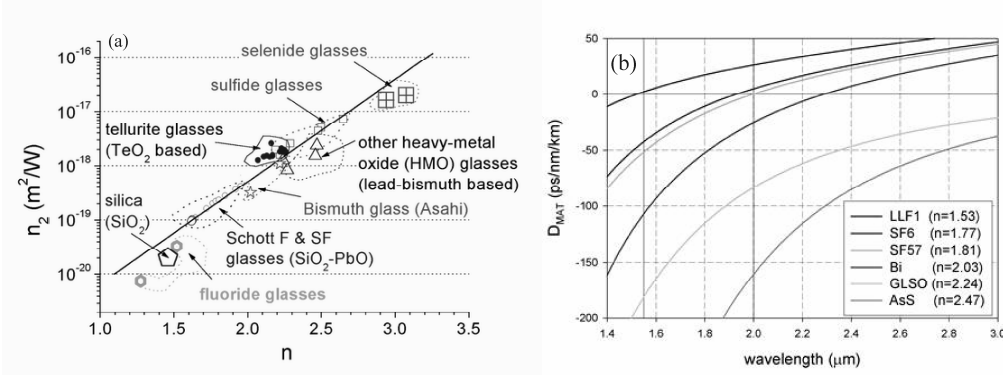 (a)
10⁻¹⁶
10⁻¹⁷
10⁻¹⁸
10⁻¹⁹
10⁻²⁰
n₂ (m²/W)
selenide glasses
sulfide glasses
tellurite glasses
(TeO₂ based)
other heavy-metal
oxide (HMO) glasses
(lead-bismuth based)
silica
(SiO₂)
Bismuth glass (Asahi)
Schott F & SF
glasses (SiO₂-PbO)
fluoride glasses
1.0 1.5 2.0 2.5 3.0 3.5
n
(b)
50
0
-50
-100
-150
-200
D_MAT (ps/nm/km)
LLF1 (n=1.53)
SF6 (n=1.77)
SF57 (n=1.81)
Bi (n=2.03)
GLSO (n=2.24)
AsS (n=2.47)
1.4 1.6 1.8 2.0 2.2 2.4 2.6 2.8 3.0
wavelength (μm)